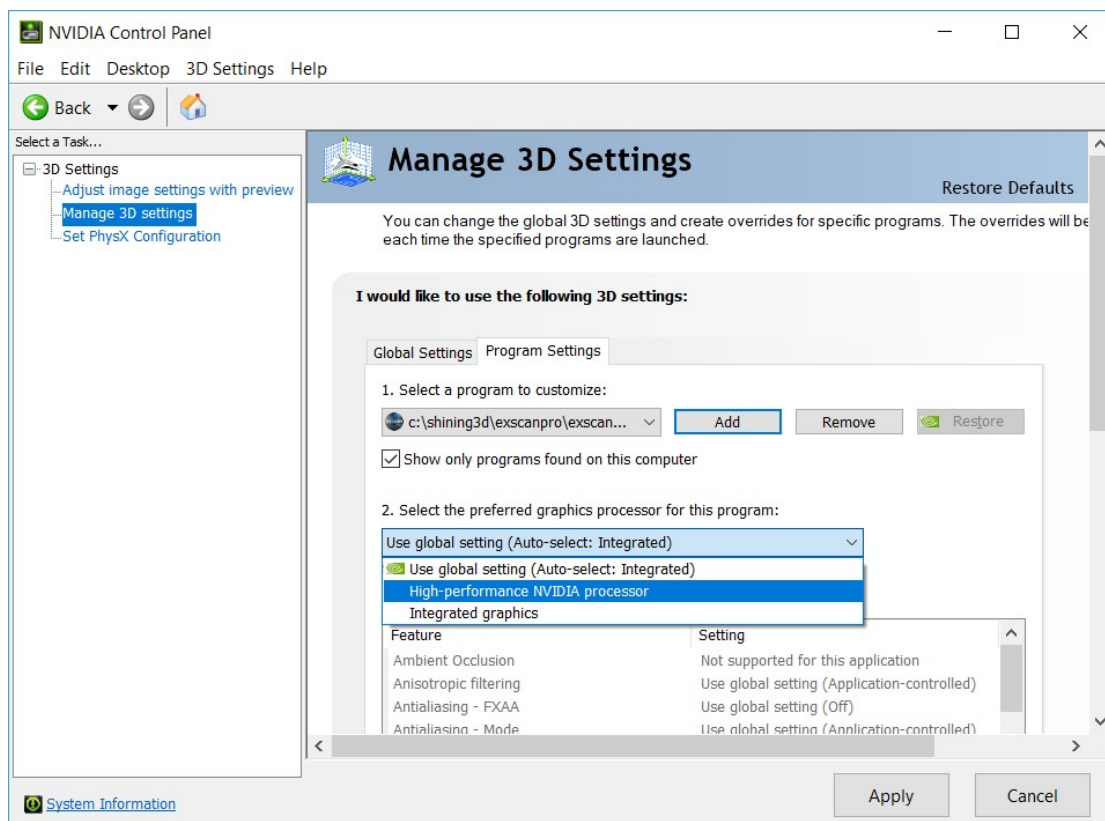 NVIDIA Control Panel
File Edit Desktop 3D Settings Help
Back
Select a Task...
3D Settings
Adjust image settings with preview
Manage 3D settings
Set PhysX Configuration
System Information
Manage 3D Settings
Restore Defaults
You can change the global 3D settings and create overrides for specific programs. The overrides will be
each time the specified programs are launched.
I would like to use the following 3D settings:
Global Settings Program Settings
1. Select a program to customize:
c:\shining3d\exscanpro\exscan... Add Remove Restore
Show only programs found on this computer
2. Select the preferred graphics processor for this program:
Use global setting (Auto-select: Integrated)
Use global setting (Auto-select: Integrated)
High-performance NVIDIA processor
Integrated graphics
Feature Setting
Ambient Occlusion Not supported for this application
Anisotropic filtering Use global setting (Application-controlled)
Antialiasing - FXAA Use global setting (Off)
Antialiasing - Mode Use global setting (Application-controlled)
Apply Cancel